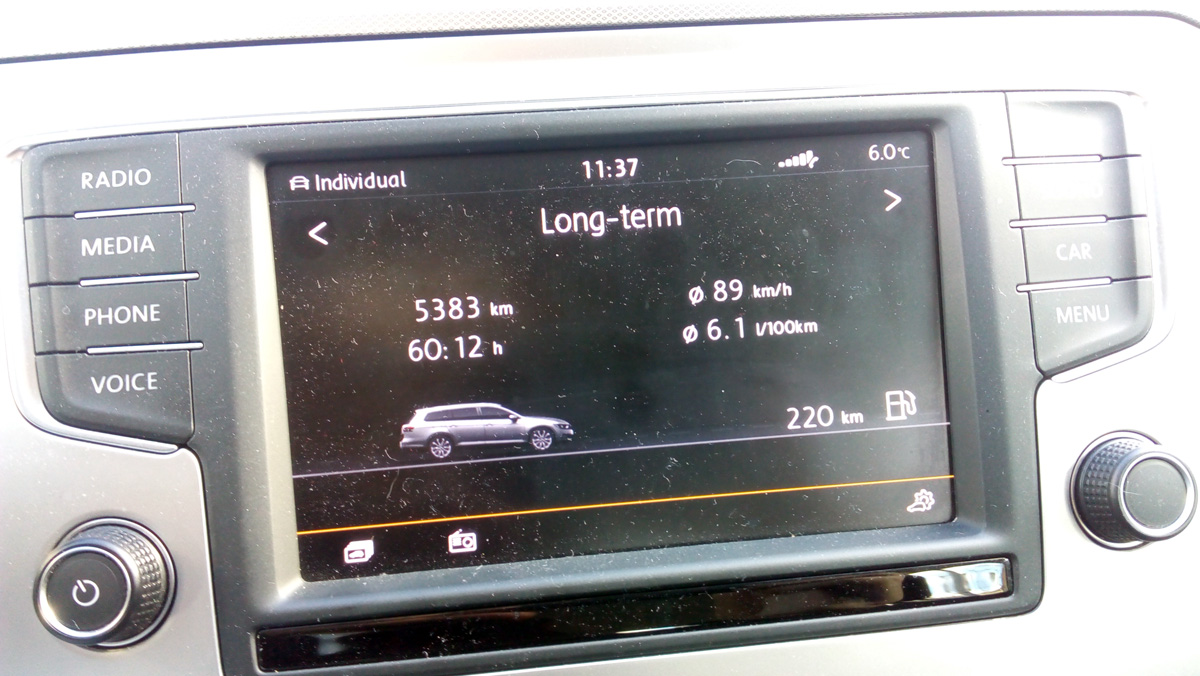 RADIO
MEDIA
PHONE
VOICE
Individual
11:37
6.0°C
<
Long-term
>
5383 km
60:12 h
ø 89 km/h
ø 6.1 l/100km
220 km
CAR
MENU